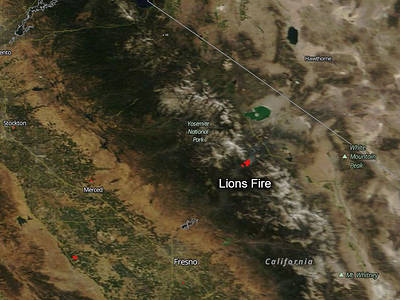 ento
Hawthorne
Stockton
Yosemite
National
Park
White
Mountain
Peak
Lions Fire
Merced
Fresno
California
Mt. Whitney